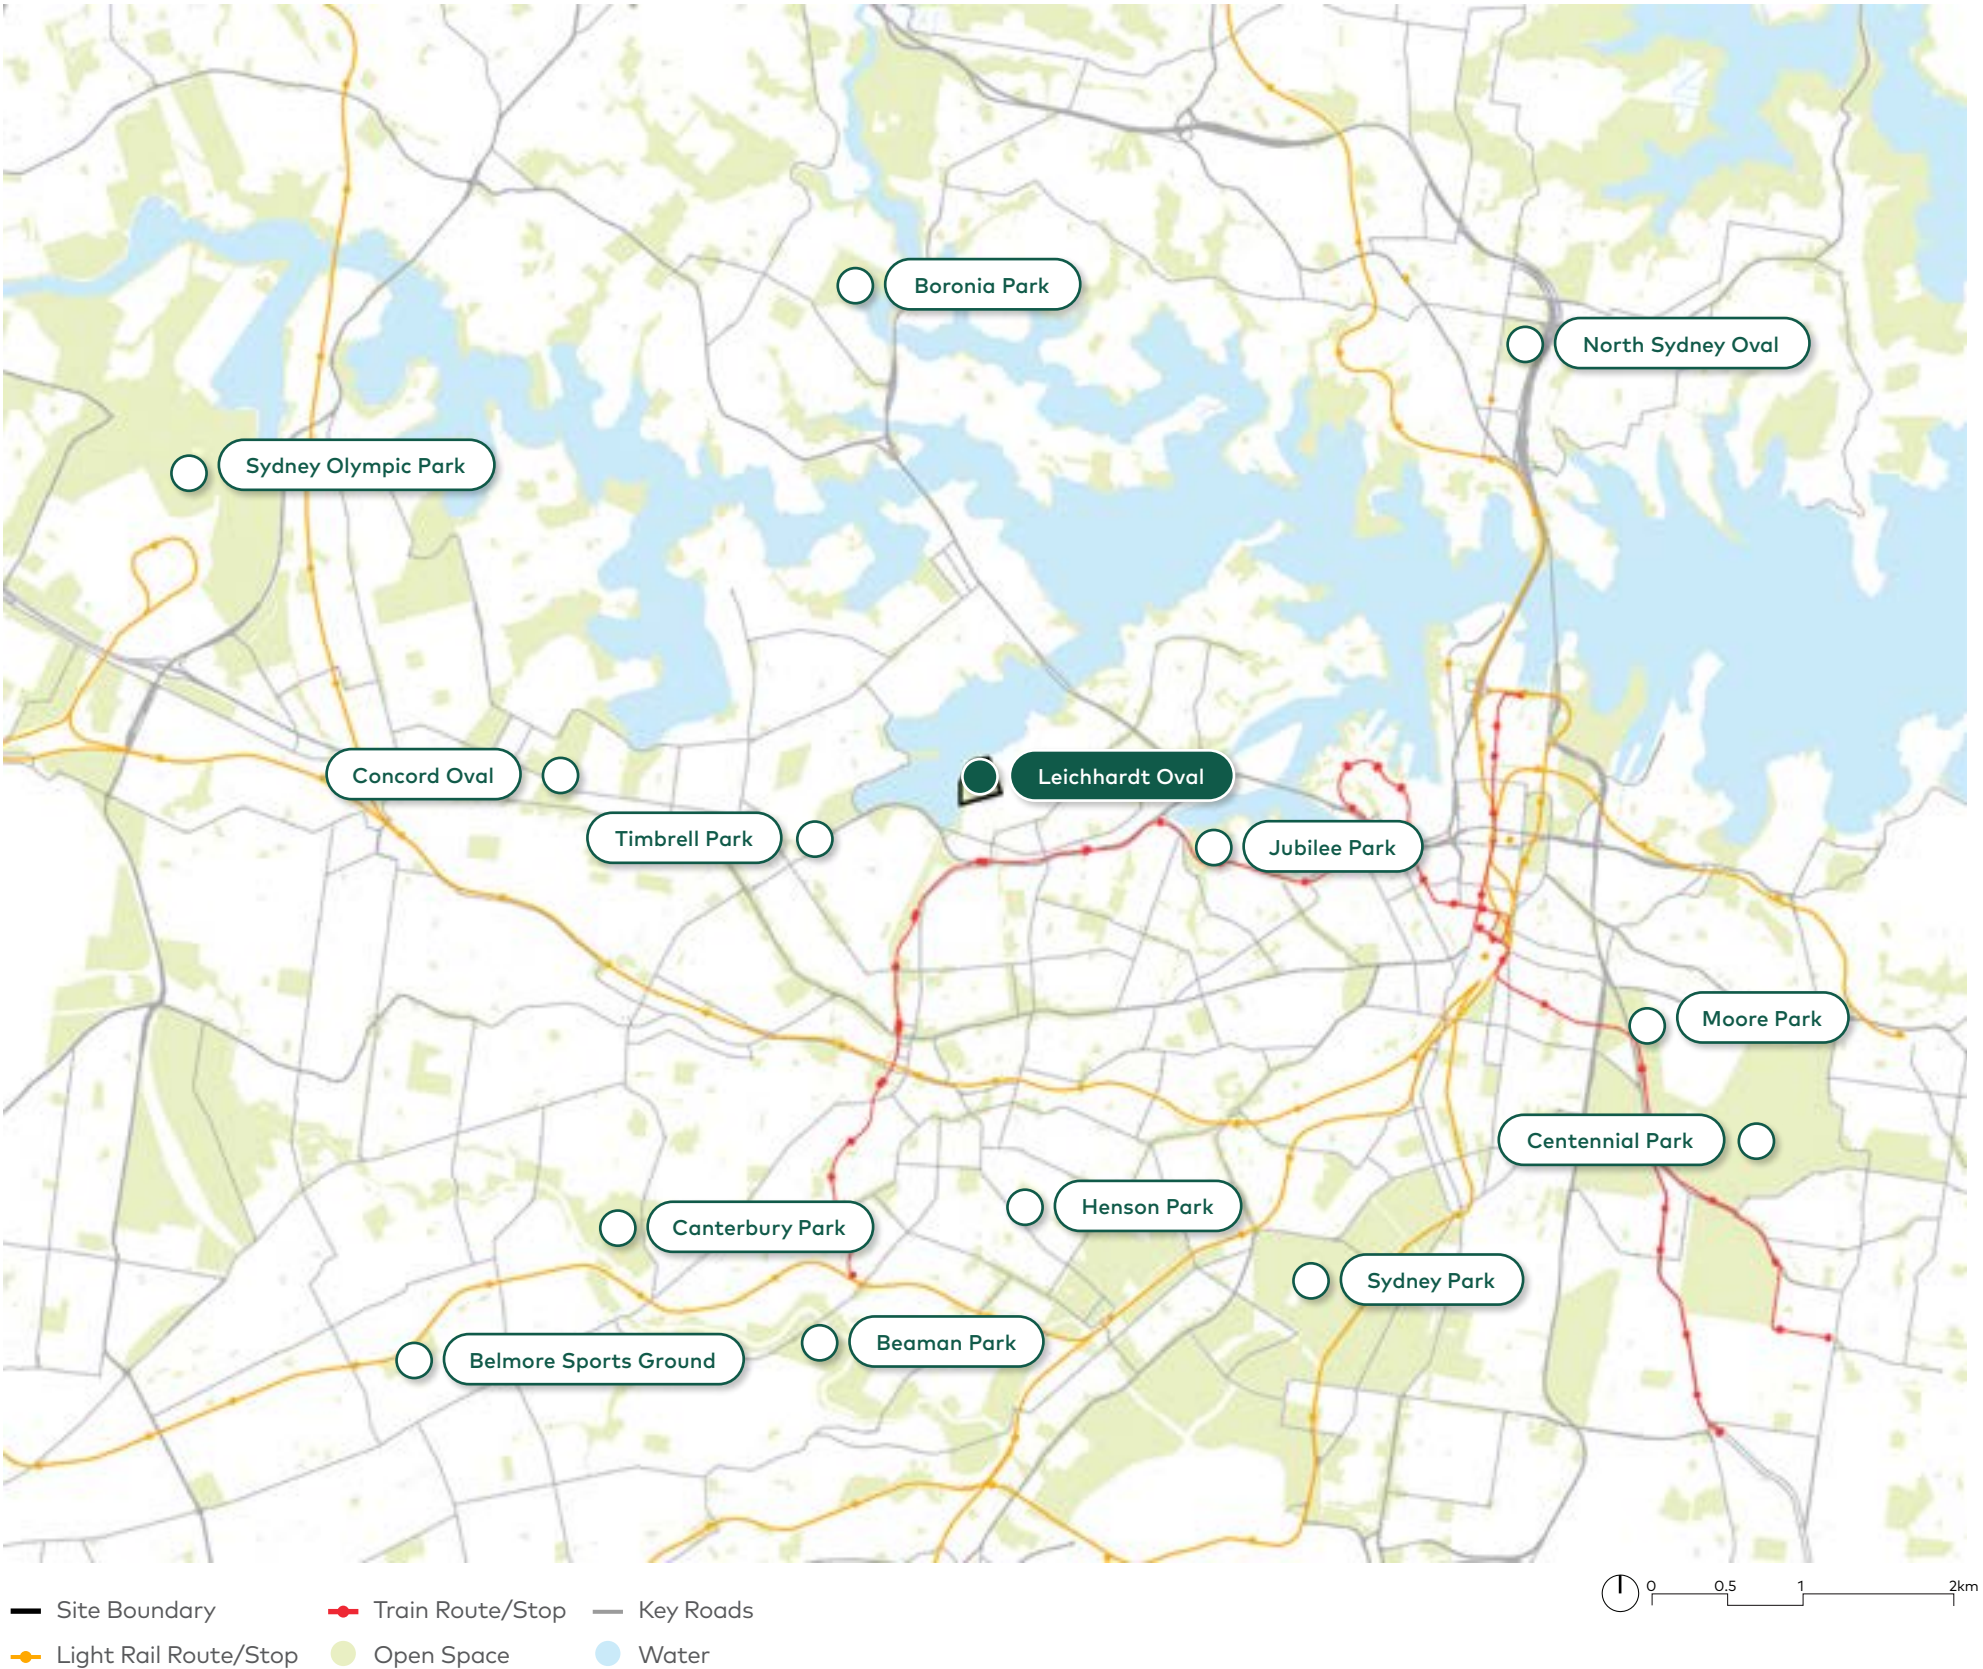 Boronia Park
North Sydney Oval
Sydney Olympic Park
Concord Oval
Leichhardt Oval
Timbrell Park
Jubilee Park
Moore Park
Centennial Park
Henson Park
Canterbury Park
Sydney Park
Beaman Park
Belmore Sports Ground
0 0.5 1 2km
Site Boundary
Train Route/Stop
Key Roads
Light Rail Route/Stop
Open Space
Water